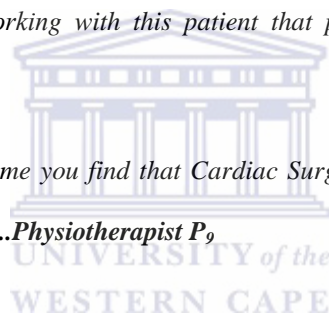 orking with this patient that p
me you find that Cardiac Surg
..Physiotherapist P9
UNIVERSITY of the
WESTERN CAPE